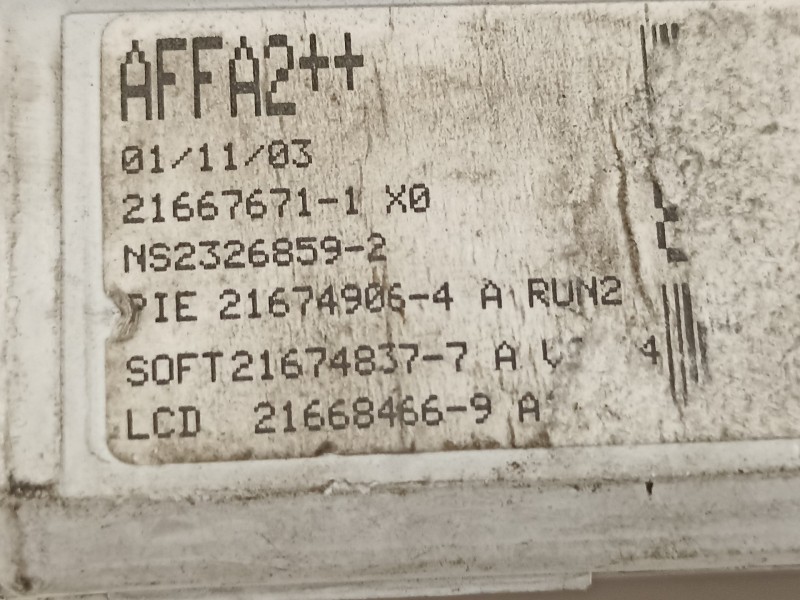 AFFA2++
01/11/03
21667671-1 X0
NS2326859-2
PIE 21674906-4 A RUN2
SOFT21674837-7 A
LCD 21668466-9 A